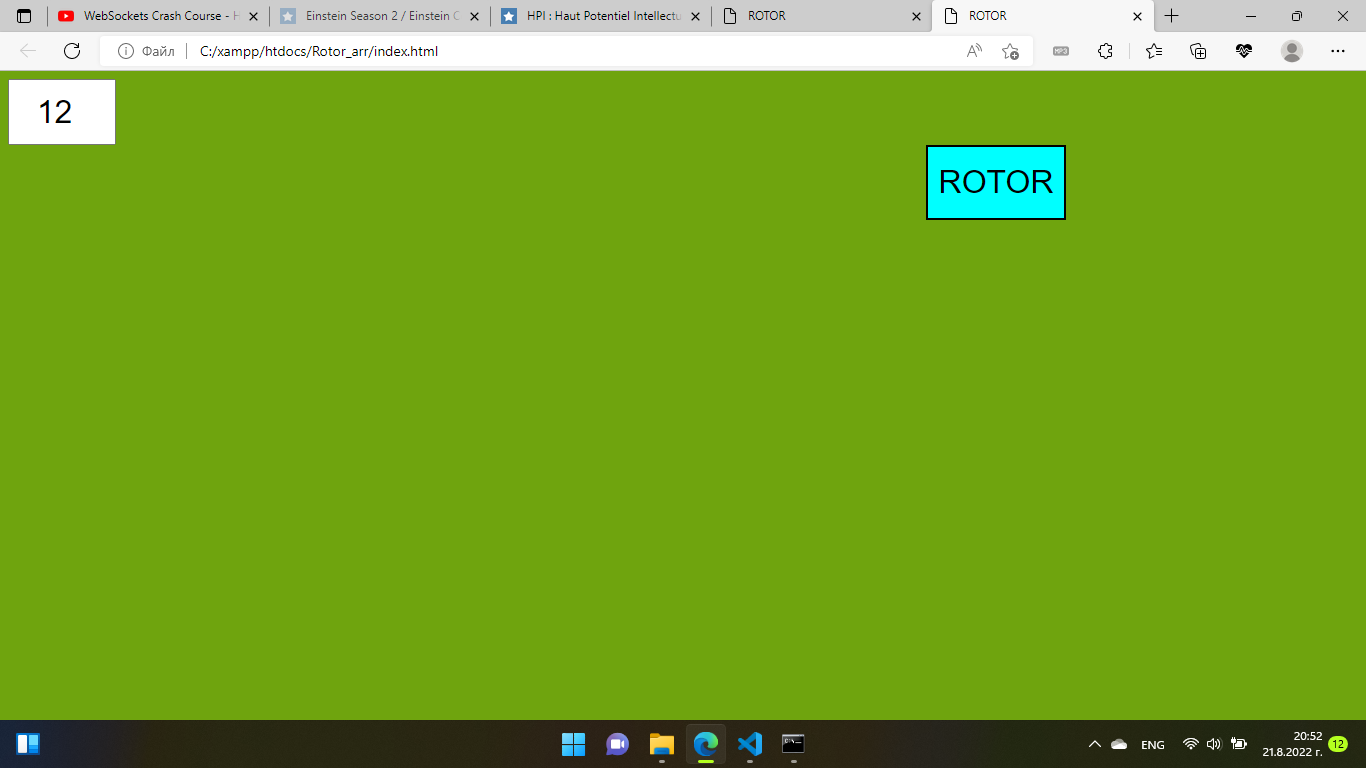 WebSockets Crash Course - H
Einstein Season 2 / Einstein C
HPI : Haut Potentiel Intellectu
ROTOR
ROTOR
Файл
C:/xampp/htdocs/Rotor_arr/index.html
MP3
12
ROTOR
ENG
20:52
21.8.2022 г.
12